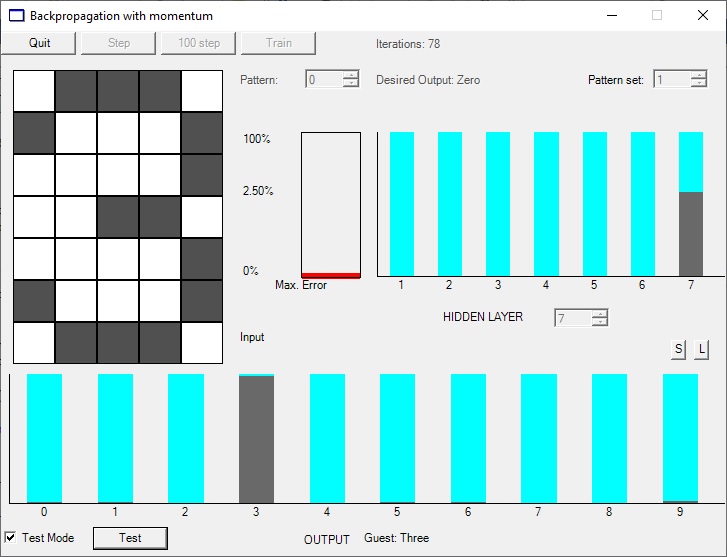 Backpropagation with momentum
Quit Step 100 step Train Iterations: 78
Pattern: 0 Desired Output: Zero Pattern set: 1
100%
2.50%
0%
Max. Error
1 2 3 4 5 6 7
HIDDEN LAYER 7
Input
S L
0 1 2 3 4 5 6 7 8 9
Test Mode Test OUTPUT Guest: Three